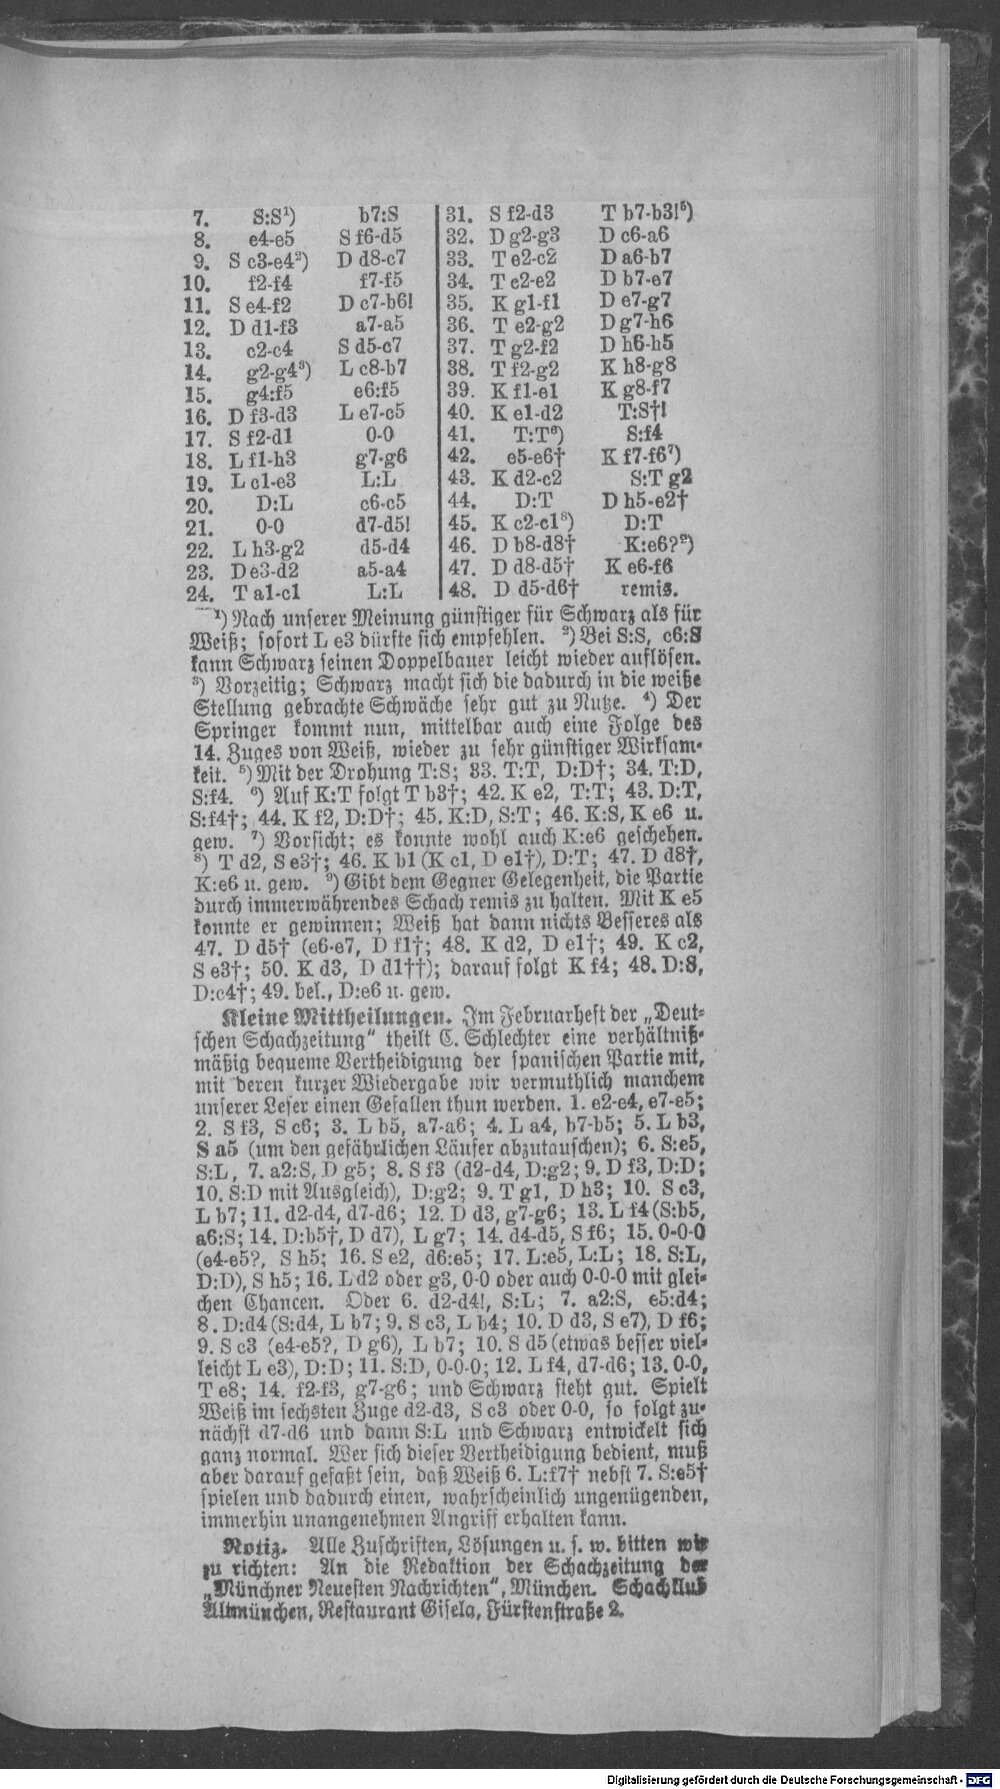 7. S:S¹) b7:S
8. e4-e5 S f6-d5
9. S c3-e4²) D d8-c7
10. f2-f4 f7-f5
11. S e4-f2 D c7-b6!
12. D d1-f3 a7-a5
13. c2-c4 S d5-c7
14. g2-g4³) L c8-b7
15. g4:f5 e6:f5
16. D f3-d3 L e7-c5
17. S f2-d1 0-0
18. L f1-h3 g7-g6
19. L c1-e3 L:L
20. D:L c6-c5
21. 0-0 d7-d5!
22. L h3-g2 d5-d4
23. D e3-d2 a5-a4
24. T a1-c1 L:L
31. S f2-d3 T b7-b3!⁵)
32. D g2-g3 D c6-a6
33. T e2-c2 D a6-b7
34. T c2-e2 D b7-e7
35. K g1-f1 D e7-g7
36. T e2-g2 D g7-h6
37. T g2-f2 D h6-h5
38. T f2-g2 K h8-g8
39. K f1-e1 K g8-f7
40. K e1-d2 T:S†!
41. T:T⁶) S:f4
42. e5-e6† K f7-f6⁷)
43. K d2-c2 S:T g2
44. D:T D h5-e2†
45. K c2-c1⁸) D:T
46. D b8-d8† K:e6?⁹)
47. D d8-d5† K e6-f6
48. D d5-d6† remis.
¹) Nach unserer Meinung günstiger für Schwarz als für
Weiß; sofort L e3 dürfte sich empfehlen. ²) Bei S:S, c6:S
kann Schwarz seinen Doppelbauer leicht wieder auflösen.
³) Vorzeitig; Schwarz macht sich die dadurch in die weiße
Stellung gebrachte Schwäche sehr gut zu Nutze. ⁴) Der
Springer kommt nun, mittelbar auch eine Folge des
14. Zuges von Weiß, wieder zu sehr günstiger Wirksam-
keit. ⁵) Mit der Drohung T:S; 33. T:T, D:D†; 34. T:D,
S:f4. ⁶) Auf K:T folgt T b3†; 42. K e2, T:T; 43. D:T,
S:f4†; 44. K f2, D:D†; 45. K:D, S:T; 46. K:S, K e6 u.
gew. ⁷) Vorsicht; es konnte wohl auch K:e6 geschehen.
⁸) T d2, S e3†; 46. K b1 (K c1, D e1†), D:T; 47. D d8†,
K:e6 u. gew. ⁹) Gibt dem Gegner Gelegenheit, die Partie
durch immerwährendes Schach remis zu halten. Mit K e5
konnte er gewinnen; Weiß hat dann nichts Besseres als
47. D d5† (e6-e7, D f1†; 48. K d2, D e1†; 49. K c2,
S e3†; 50. K d3, D d1††); darauf folgt K f4; 48. D:S,
D:c4†; 49. bel., D:e6 u. gew.
Kleine Mittheilungen. Im Februarheft der „Deut-
schen Schachzeitung“ theilt C. Schlechter eine verhältniß-
mäßig bequeme Vertheidigung der spanischen Partie mit,
mit deren kurzer Wiedergabe wir vermuthlich manchem
unserer Leser einen Gefallen thun werden. 1. e2-e4, e7-e5;
2. S f3, S c6; 3. L b5, a7-a6; 4. L a4, b7-b5; 5. L b3,
S a5 (um den gefährlichen Läufer abzutauschen); 6. S:e5,
S:L, 7. a2:S, D g5; 8. S f3 (d2-d4, D:g2; 9. D f3, D:D;
10. S:D mit Ausgleich), D:g2; 9. T g1, D h3; 10. S c3,
L b7; 11. d2-d4, d7-d6; 12. D d3, g7-g6; 13. L f4 (S:b5,
a6:S; 14. D:b5†, D d7), L g7; 14. d4-d5, S f6; 15. 0-0-0
(e4-e5?, S h5; 16. S e2, d6:e5; 17. L:e5, L:L; 18. S:L,
D:D), S h5; 16. L d2 oder g3, 0-0 oder auch 0-0-0 mit glei-
chen Chancen. Oder 6. d2-d4!, S:L; 7. a2:S, e5:d4;
8. D:d4 (S:d4, L b7; 9. S c3, L b4; 10. D d3, S e7), D f6;
9. S c3 (e4-e5?, D g6), L b7; 10. S d5 (etwas besser viel-
leicht L e3), D:D; 11. S:D, 0-0-0; 12. L f4, d7-d6; 13. 0-0,
T e8; 14. f2-f3, g7-g6; und Schwarz steht gut. Spielt
Weiß im sechsten Zuge d2-d3, S c3 oder 0-0, so folgt zu-
nächst d7-d6 und dann S:L und Schwarz entwickelt sich
ganz normal. Wer sich dieser Vertheidigung bedient, muß
aber darauf gefaßt sein, daß Weiß 6. L:f7† nebst 7. S:e5†
spielen und dadurch einen, wahrscheinlich ungenügenden,
immerhin unangenehmen Angriff erhalten kann.
Notiz. Alle Zuschriften, Lösungen u. s. w. bitten wir
zu richten: An die Redaktion der Schachzeitung der
„Münchner Neuesten Nachrichten“, München. Schachklub
Altmünchen, Restaurant Gisela, Fürstenstraße 2.
Digitalisierung gefördert durch die Deutsche Forschungsgemeinschaft - DFG